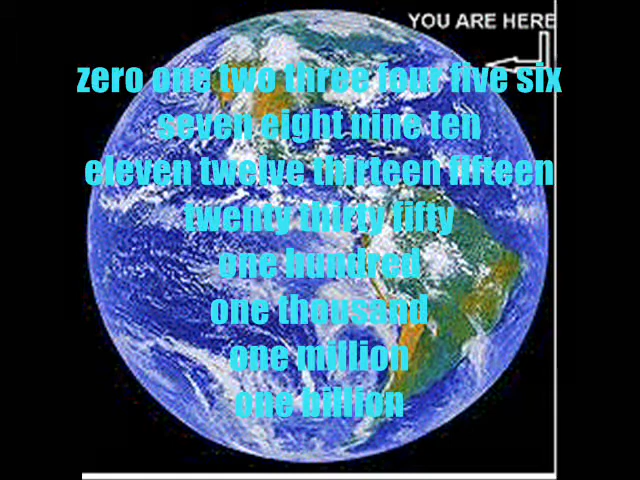 YOU ARE HERE
zero one two three four five six
seven eight nine ten
eleven twelve thirteen fifteen
twenty thirty fifty
one hundred
one thousand
one million
one billion